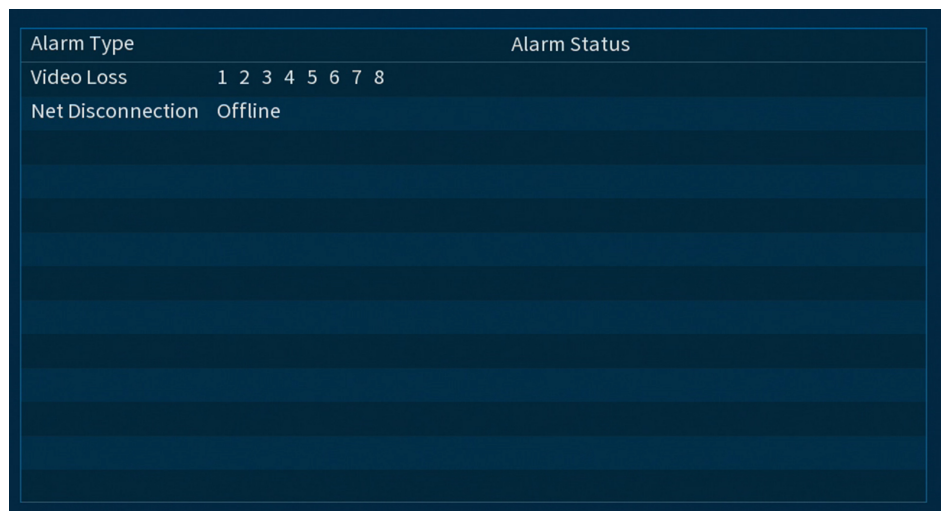 Alarm Type Alarm Status
Video Loss 1 2 3 4 5 6 7 8
Net Disconnection Offline